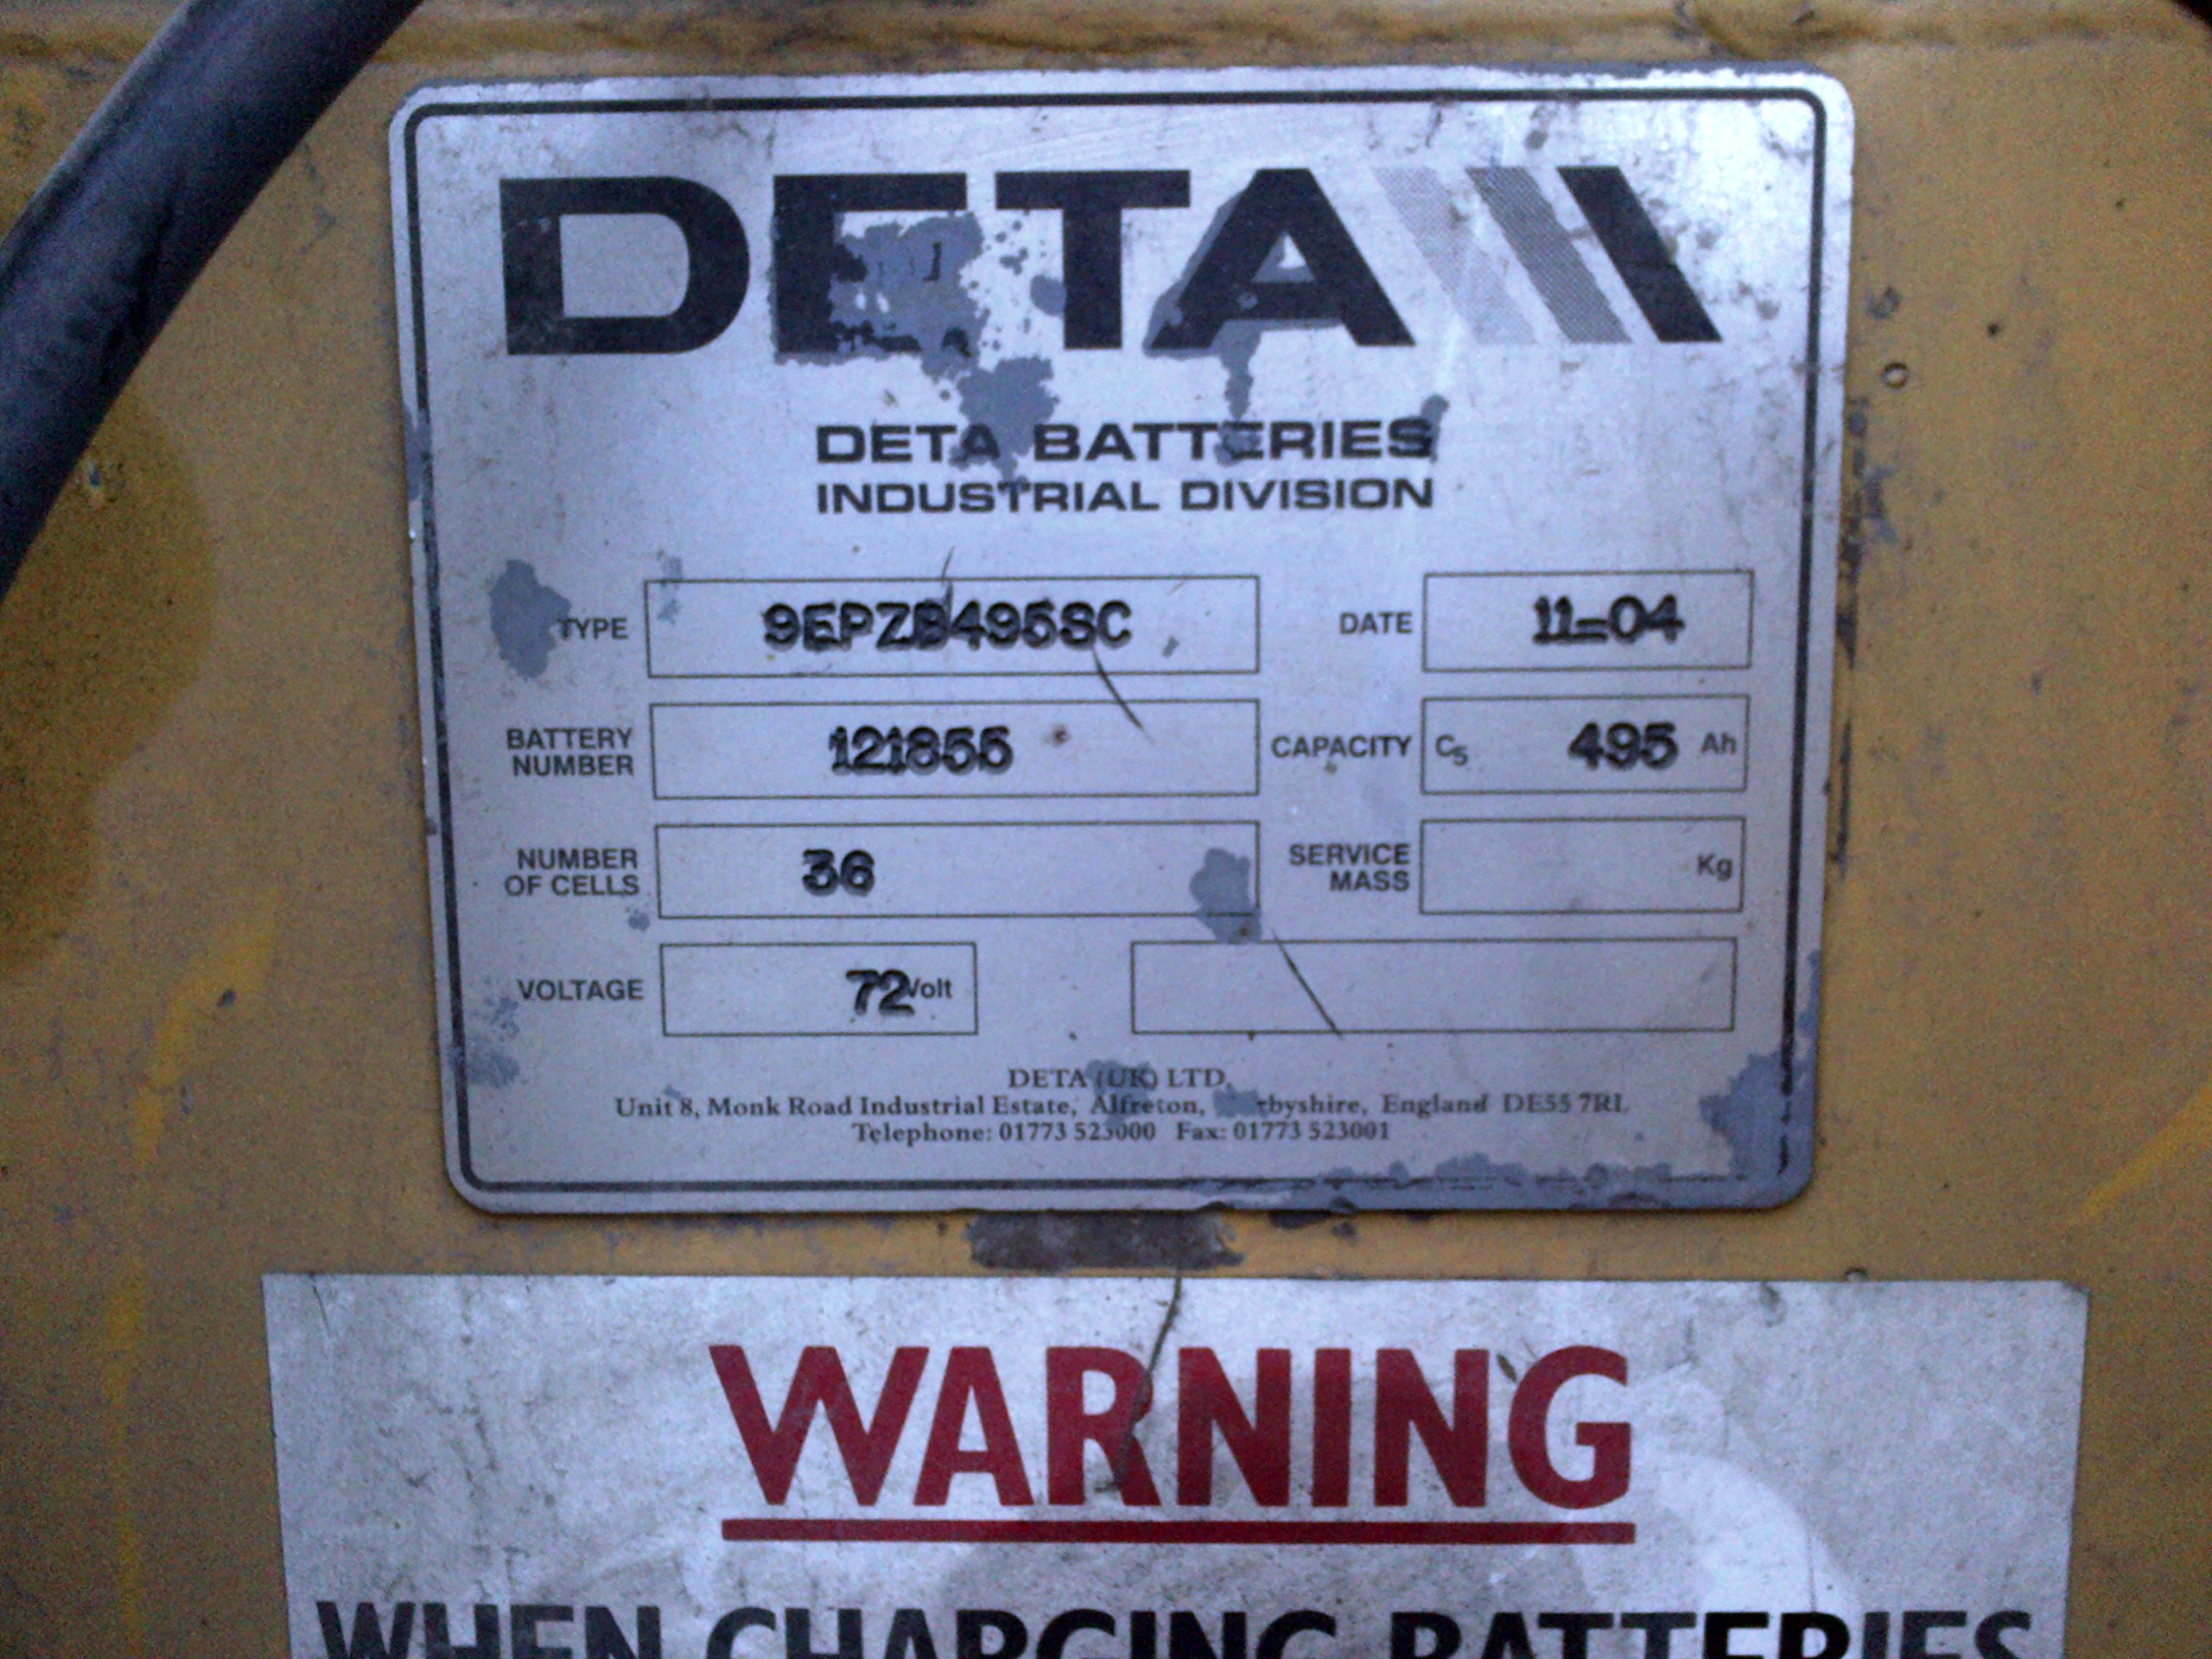 DETA
DETA BATTERIES
INDUSTRIAL DIVISION
TYPE 9EPZB495SC DATE 11-04
BATTERY NUMBER 121855 CAPACITY C5 495 Ah
NUMBER OF CELLS 36 SERVICE MASS Kg
VOLTAGE 72 Volt
DETA (UK) LTD.
Unit 8, Monk Road Industrial Estate, Alfreton, Derbyshire, England DE55 7RL
Telephone: 01773 523000 Fax: 01773 523001
WARNING
WHEN CHARGING BATTERIES